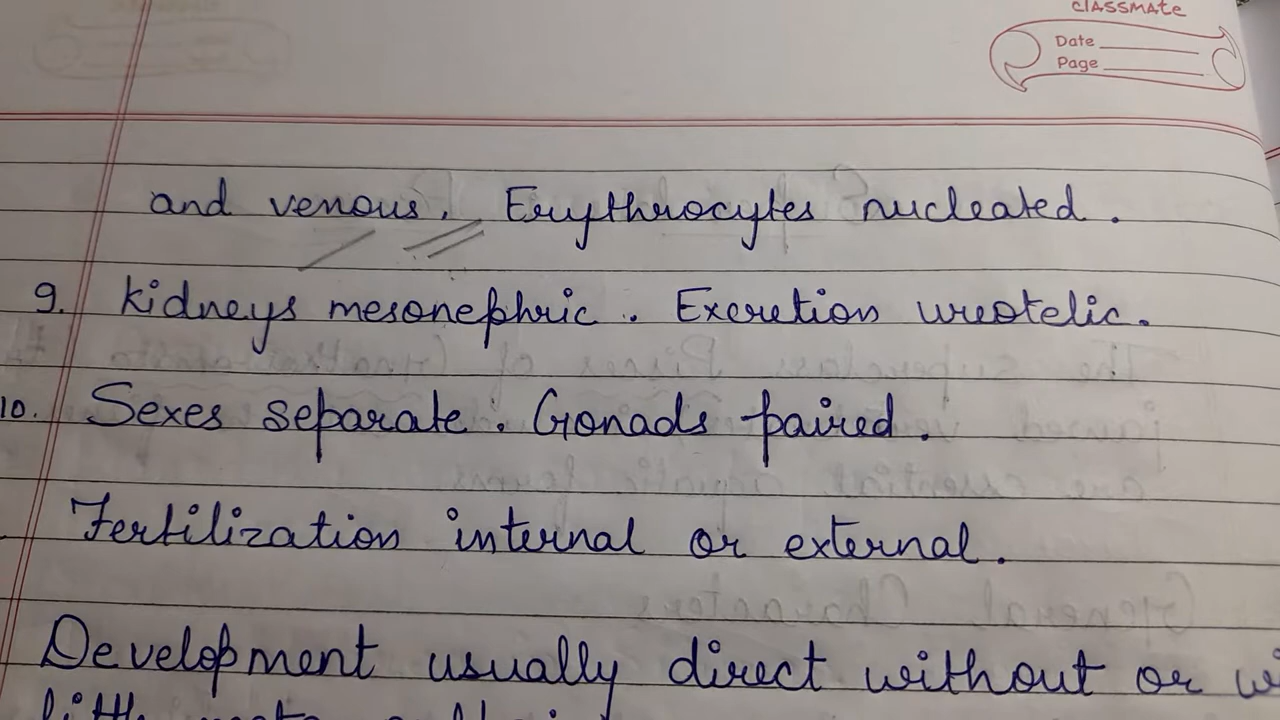 classmate
Date
Page
and venous. Erythrocytes nucleated.
9. Kidneys mesonephric. Excretion ureotelic.
10. Sexes separate. Gonads paired.
Fertilization internal or external.
Development usually direct without or